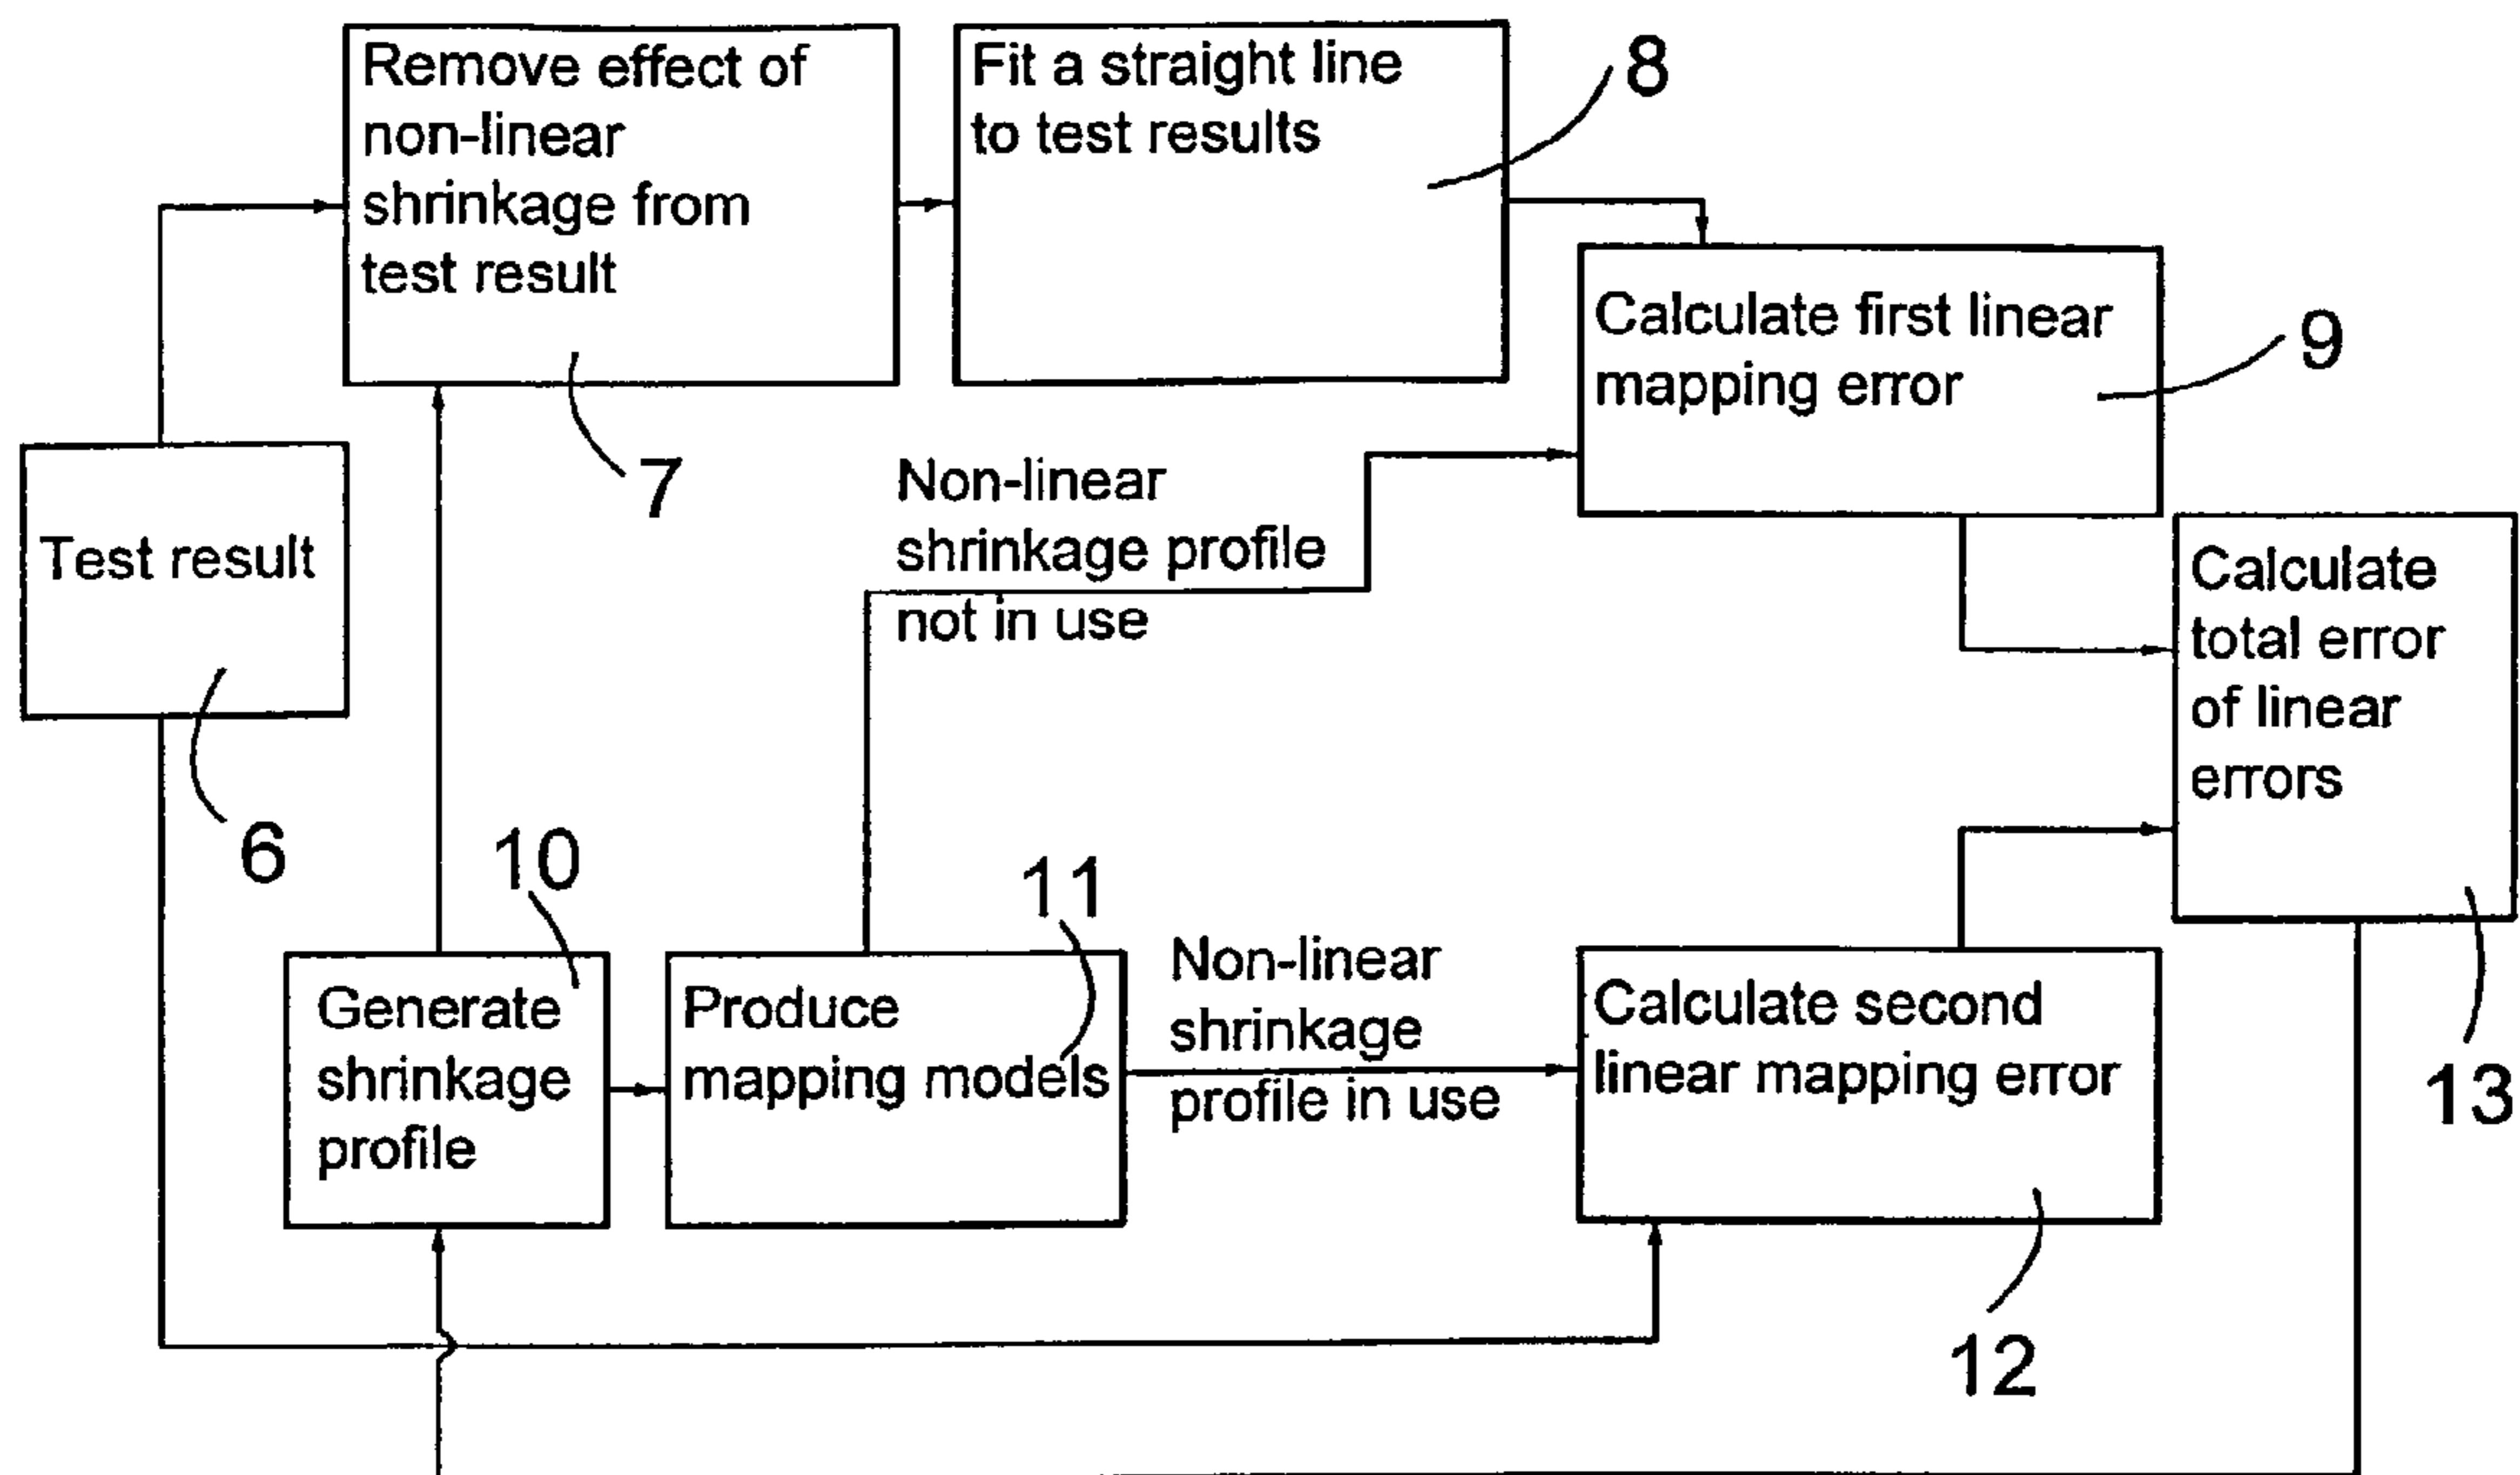 Remove effect of
non-linear
shrinkage from
test result
7
Fit a straight line
to test results
8
Calculate first linear
mapping error
9
Test result
6
Non-linear
shrinkage profile
not in use
Calculate
total error
of linear
errors
13
10
Generate
shrinkage
profile
11
Produce
mapping models
Non-linear
shrinkage
profile in use
Calculate second
linear mapping error
12